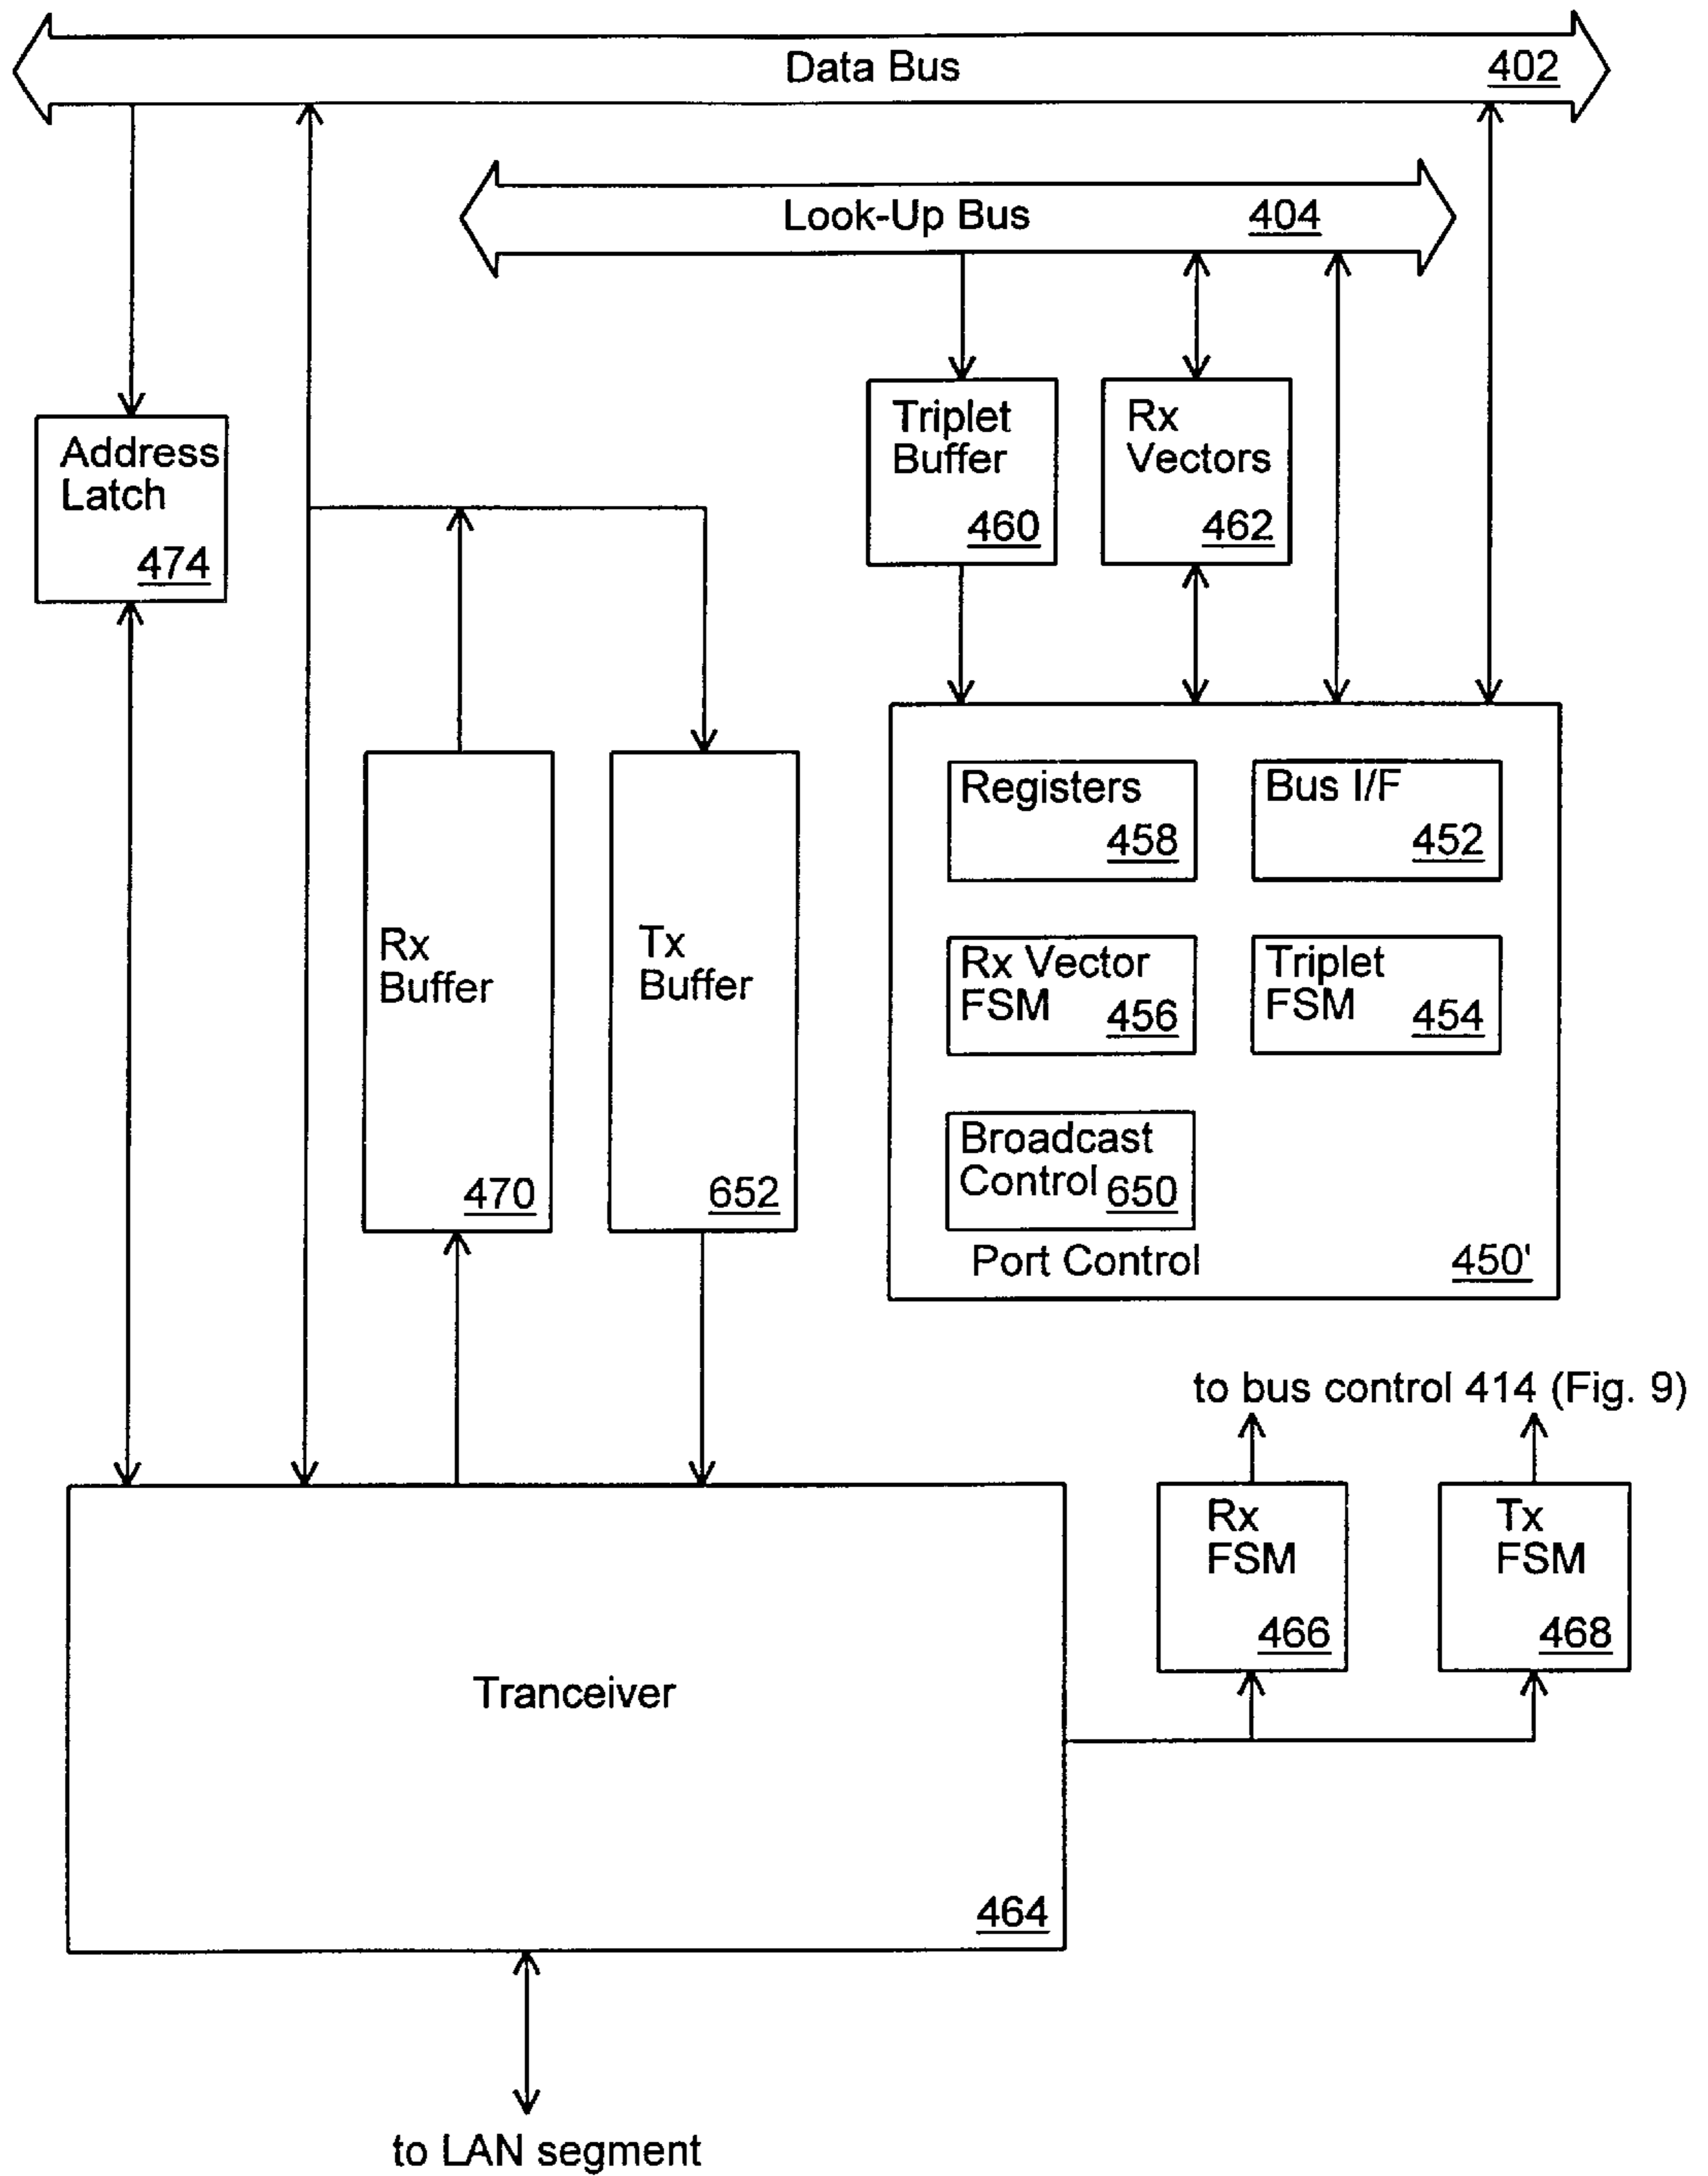 Data Bus 402
Look-Up Bus 404
Address
Latch
474
Triplet
Buffer
460
Rx
Vectors
462
Rx
Buffer
470
Tx
Buffer
652
Registers
458
Bus I/F
452
Rx Vector
FSM 456
Triplet
FSM 454
Broadcast
Control 650
Port Control 450'
to bus control 414 (Fig. 9)
Rx
FSM
466
Tx
FSM
468
Tranceiver
464
to LAN segment